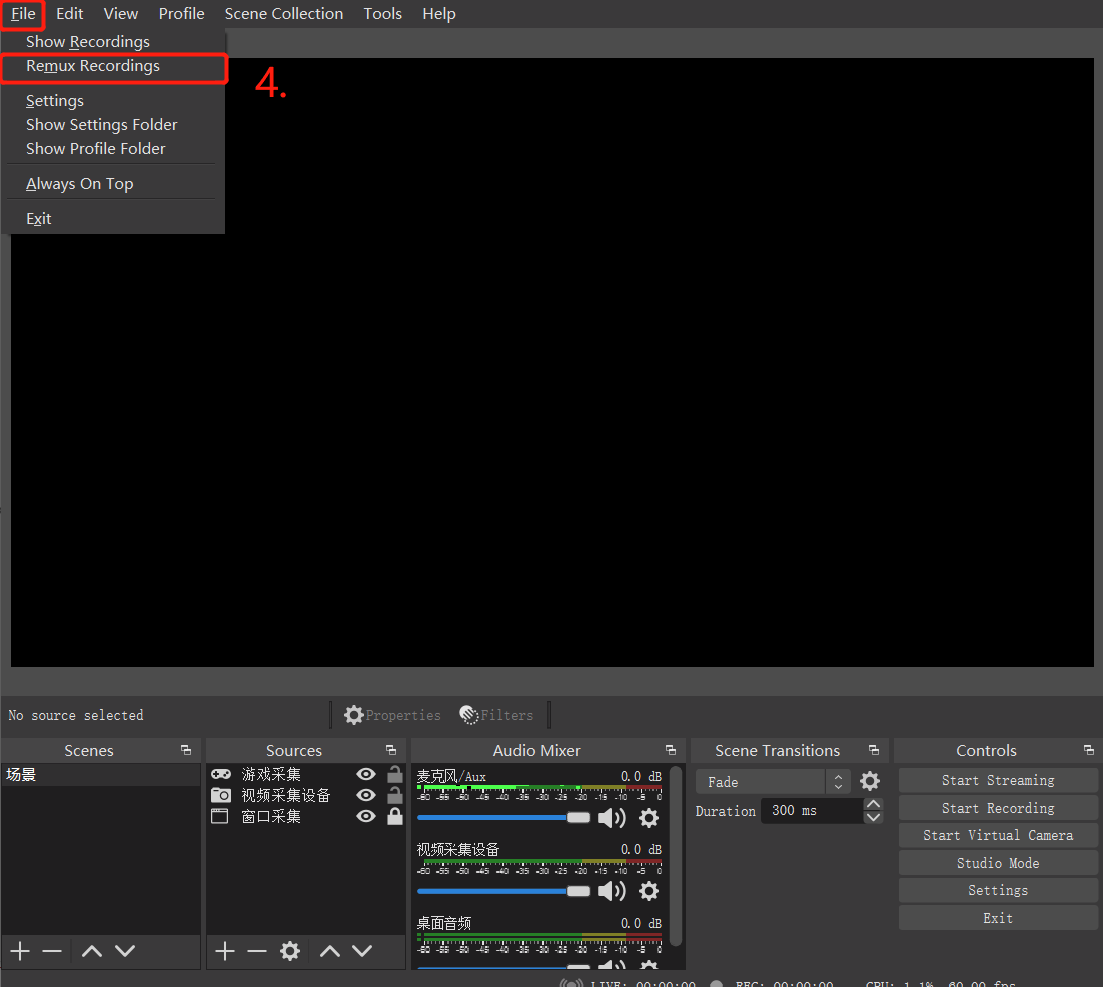 File Edit View Profile Scene Collection Tools Help
Show Recordings
Remux Recordings
4.
Settings
Show Settings Folder
Show Profile Folder
Always On Top
Exit
No source selected
Properties
Filters
Scenes
场景
Sources
游戏采集
视频采集设备
窗口采集
Audio Mixer
麦克风/Aux 0.0 dB
-60 -55 -50 -45 -40 -35 -30 -25 -20 -15 -10 -5 0
视频采集设备 0.0 dB
-60 -55 -50 -45 -40 -35 -30 -25 -20 -15 -10 -5 0
桌面音频 0.0 dB
-60 -55 -50 -45 -40 -35 -30 -25 -20 -15 -10 -5 0
Scene Transitions
Fade
Duration 300 ms
Controls
Start Streaming
Start Recording
Start Virtual Camera
Studio Mode
Settings
Exit
LIVE: 00:00:00 REC: 00:00:00 CPU: 1.1%, 60.00 fps